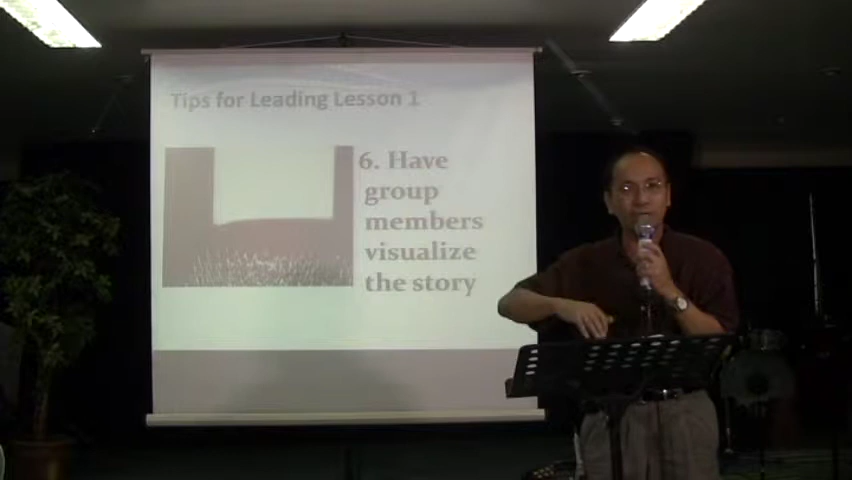 Tips for Leading Lesson 1
6. Have
group
members
visualize
the story